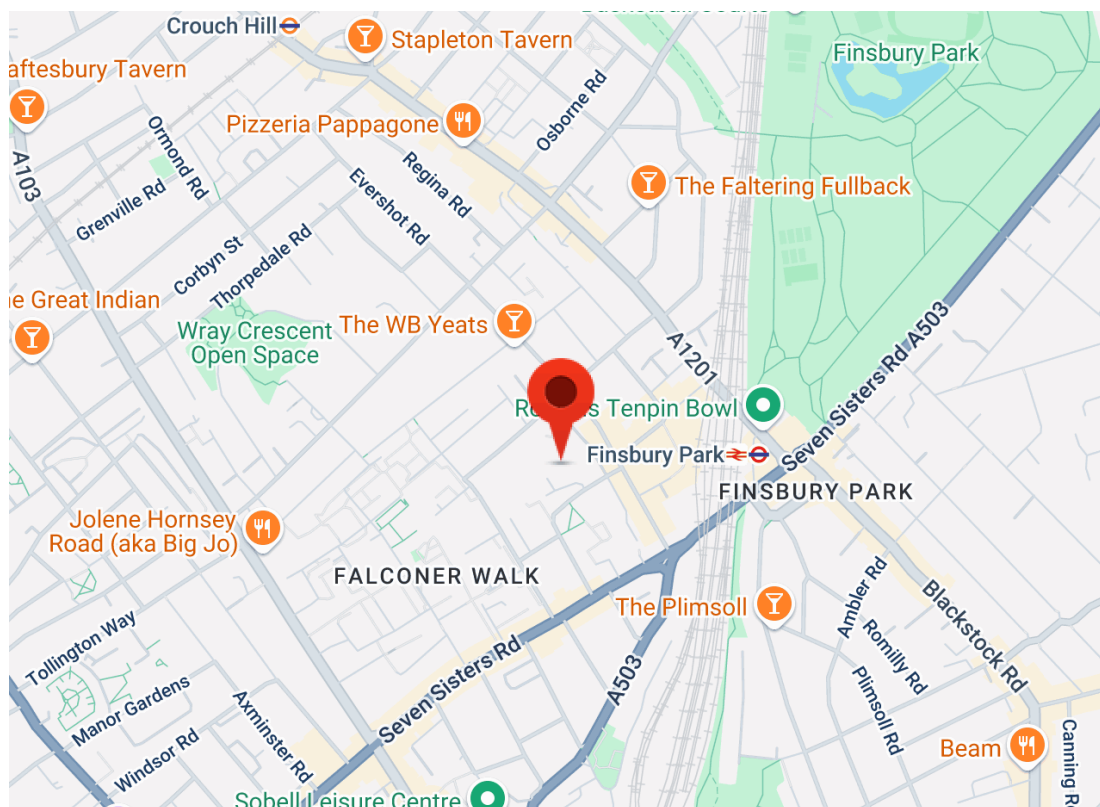 Crouch Hill
Stapleton Tavern
Finsbury Park
aftesbury Tavern
Osborne Rd
Pizzeria Pappagone
Ormond Rd
A103
Regina Rd
Evershot Rd
The Faltering Fullback
Grenville Rd
Corbyn St
Thorpedale Rd
e Great Indian
Wray Crescent
Open Space
The WB Yeats
A1201
Seven Sisters Rd A503
Tenpin Bowl
Finsbury Park
FINSBURY PARK
Jolene Hornsey
Road (aka Big Jo)
FALCONER WALK
The Plimsoll
Ambler Rd
Blackstock Rd
Romilly Rd
Plimsoll Rd
Tollington Way
Seven Sisters Rd
A503
Manor Gardens
Axminster Rd
Windsor Rd
Beam
Canning R
Sobell Leisure Centre